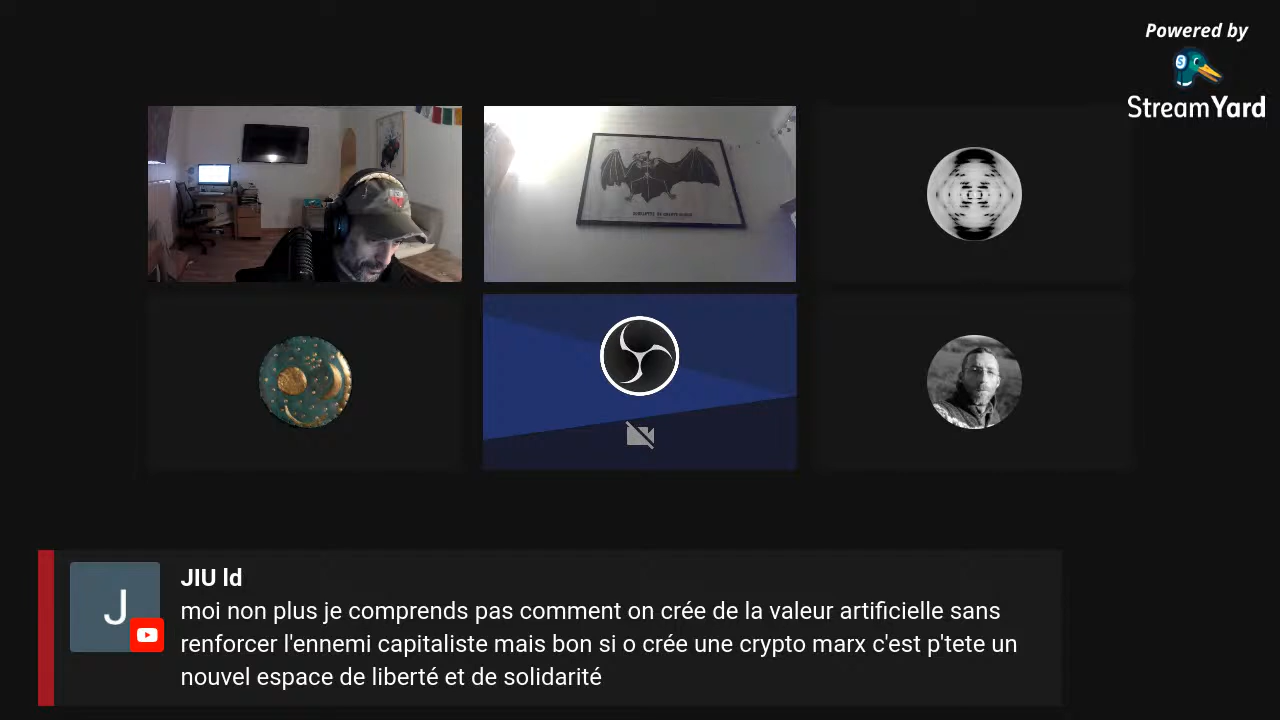 Powered by
StreamYard
J
JIU ld
moi non plus je comprends pas comment on crée de la valeur artificielle sans
renforcer l'ennemi capitaliste mais bon si o crée une crypto marx c'est p'tete un
nouvel espace de liberté et de solidarité